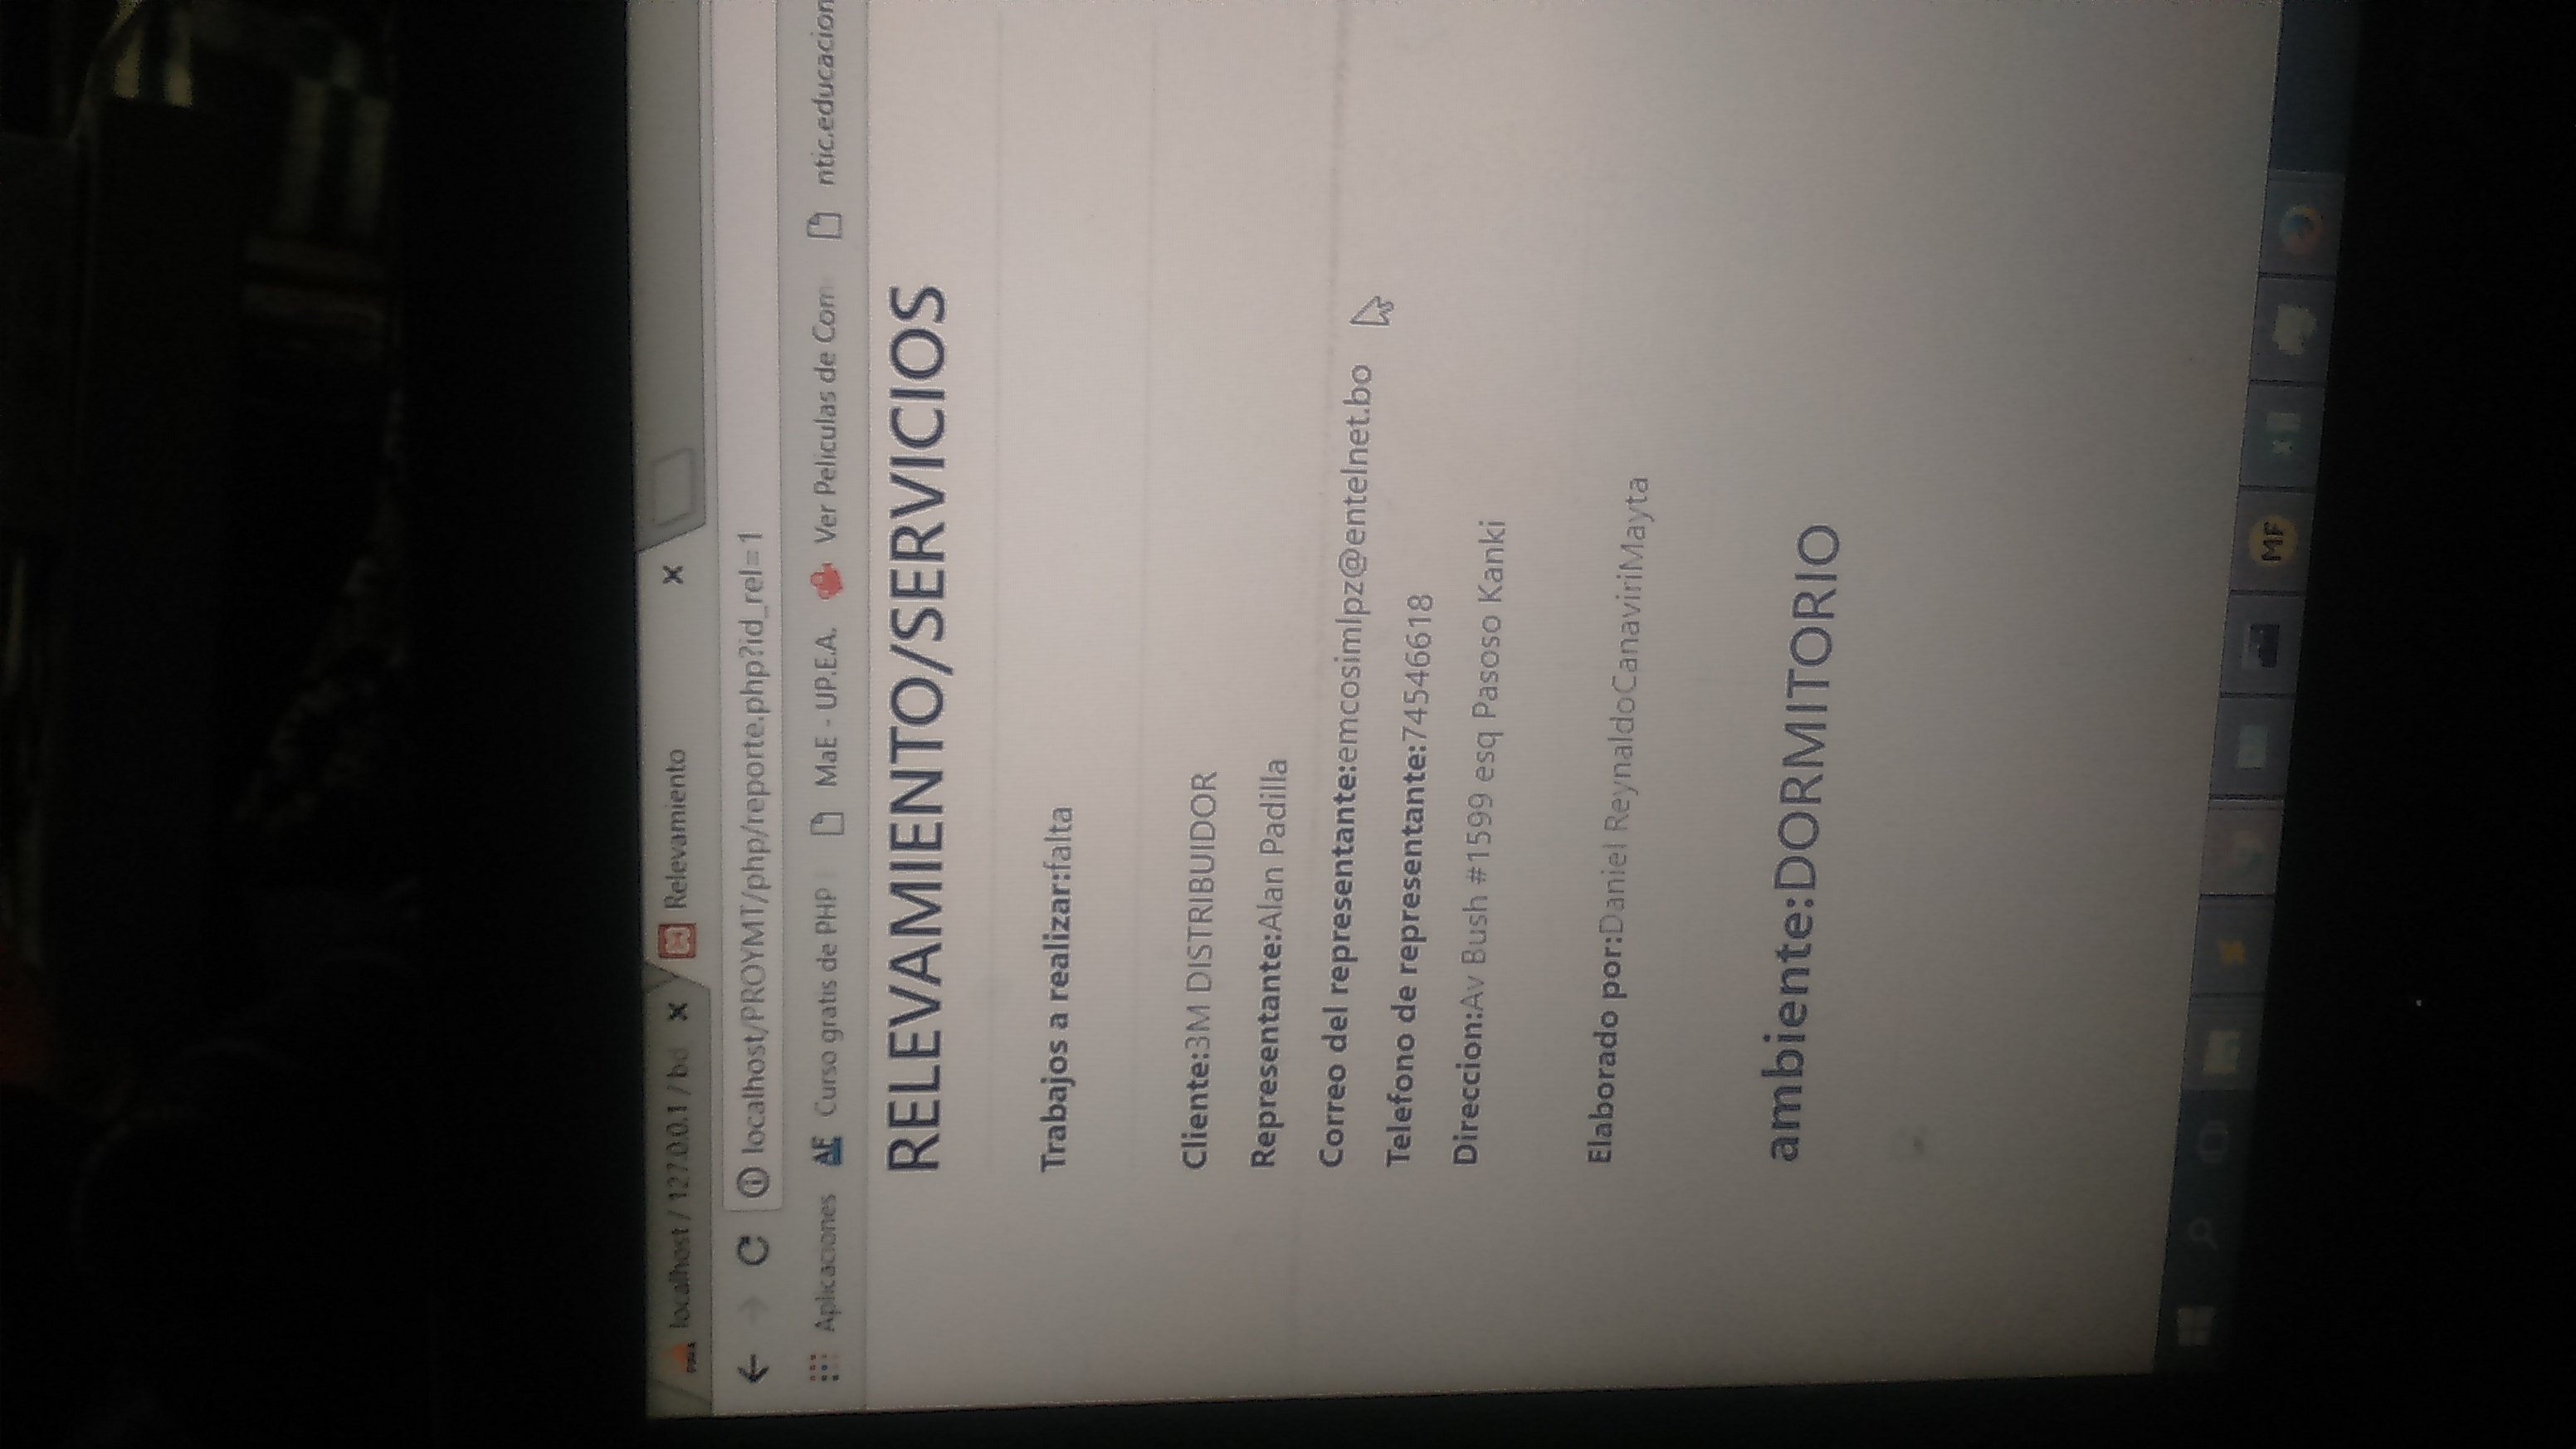 localhost / 127.0.0.1 / bd
Relevamiento
localhost/PROYMT/php/reporte.php?id_rel=1
Aplicaciones
Curso gratis de PHP
MaE - U.P.E.A.
Ver Peliculas de Com
ntic.educacion
RELEVAMIENTO/SERVICIOS
Trabajos a realizar:falta
Cliente:3M DISTRIBUIDOR
Representante:Alan Padilla
Correo del representante:emcosimlpz@entelnet.bo
Telefono de representante:74546618
Direccion:Av Bush #1599 esq Pasoso Kanki
Elaborado por:Daniel ReynaldoCanaviriMayta
ambiente:DORMITORIO
MF